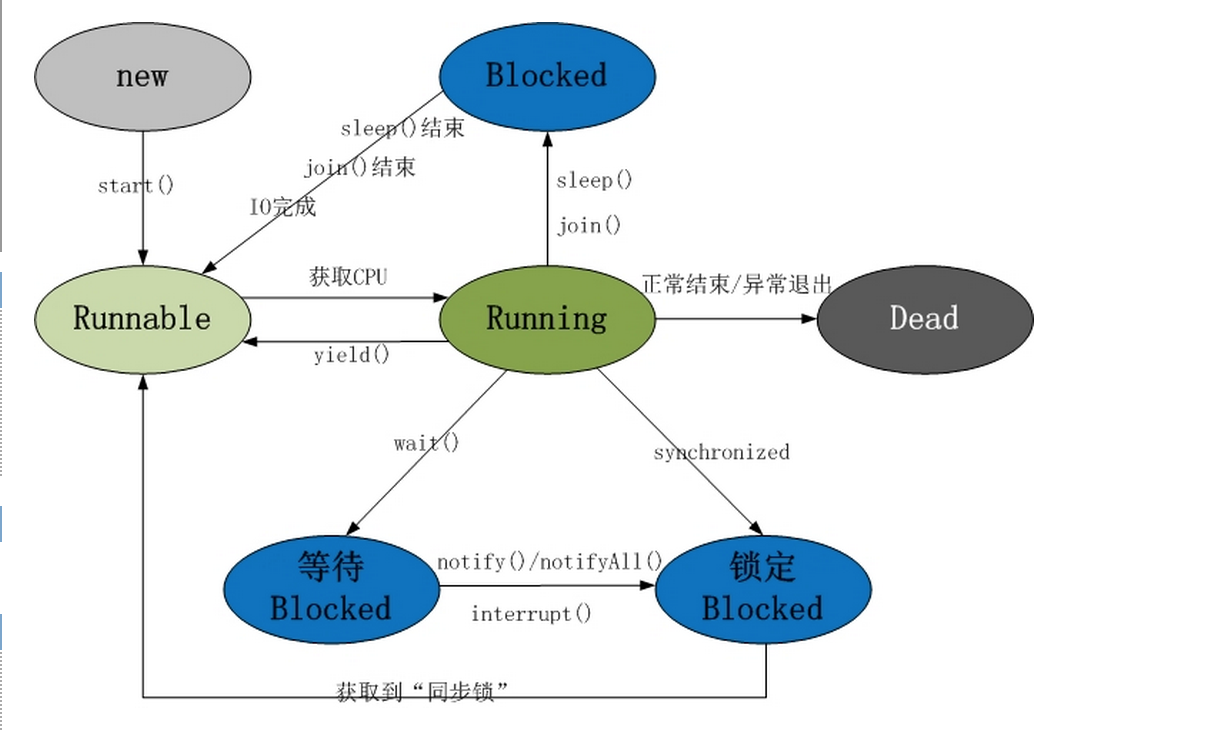 new
Blocked
sleep()结束
join()结束
IO完成
start()
sleep()
join()
获取CPU
正常结束/异常退出
Runnable
Running
Dead
yield()
wait()
synchronized
等待
Blocked
notify()/notifyAll()
interrupt()
锁定
Blocked
获取到“同步锁”